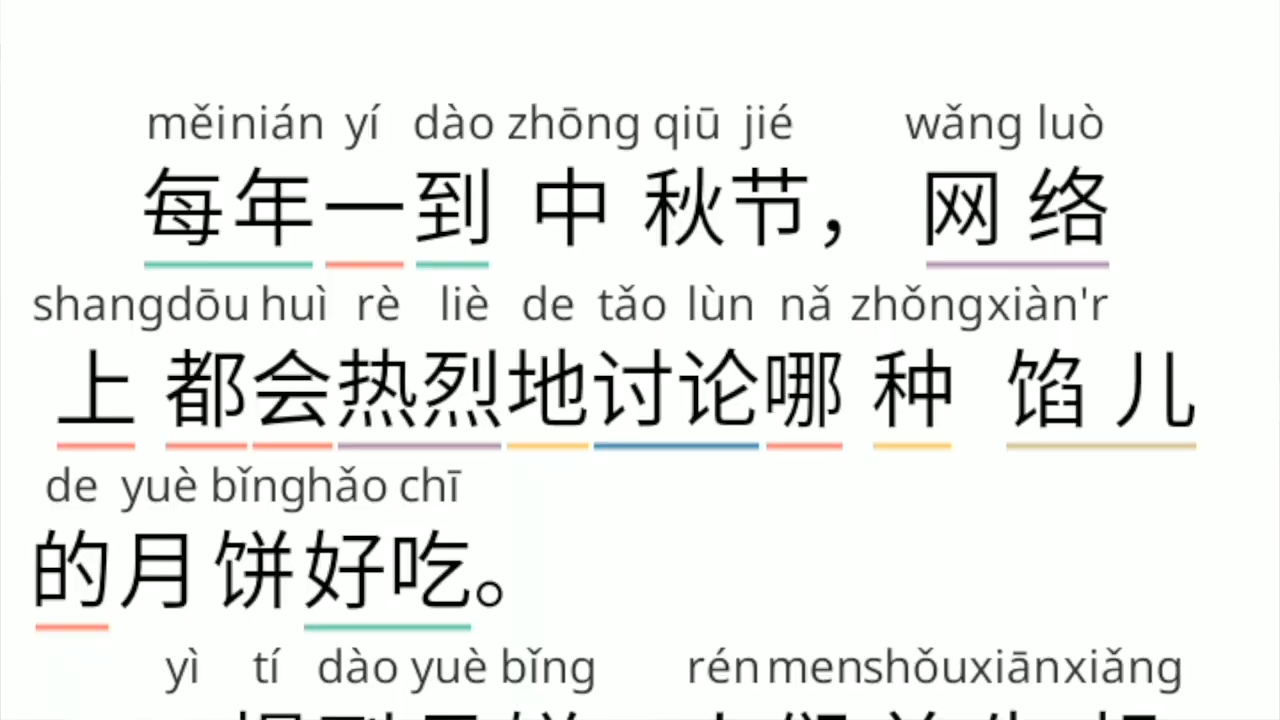 měinián yí dào zhōng qiū jié wǎng luò
每年一到中秋节，网络
shangdōu huì rè liè de tǎo lùn nǎ zhǒngxiàn'r
上都会热烈地讨论哪种馅儿
de yuè bǐnghǎo chī
的月饼好吃。
yì tí dào yuè bǐng rén menshǒuxiānxiǎng